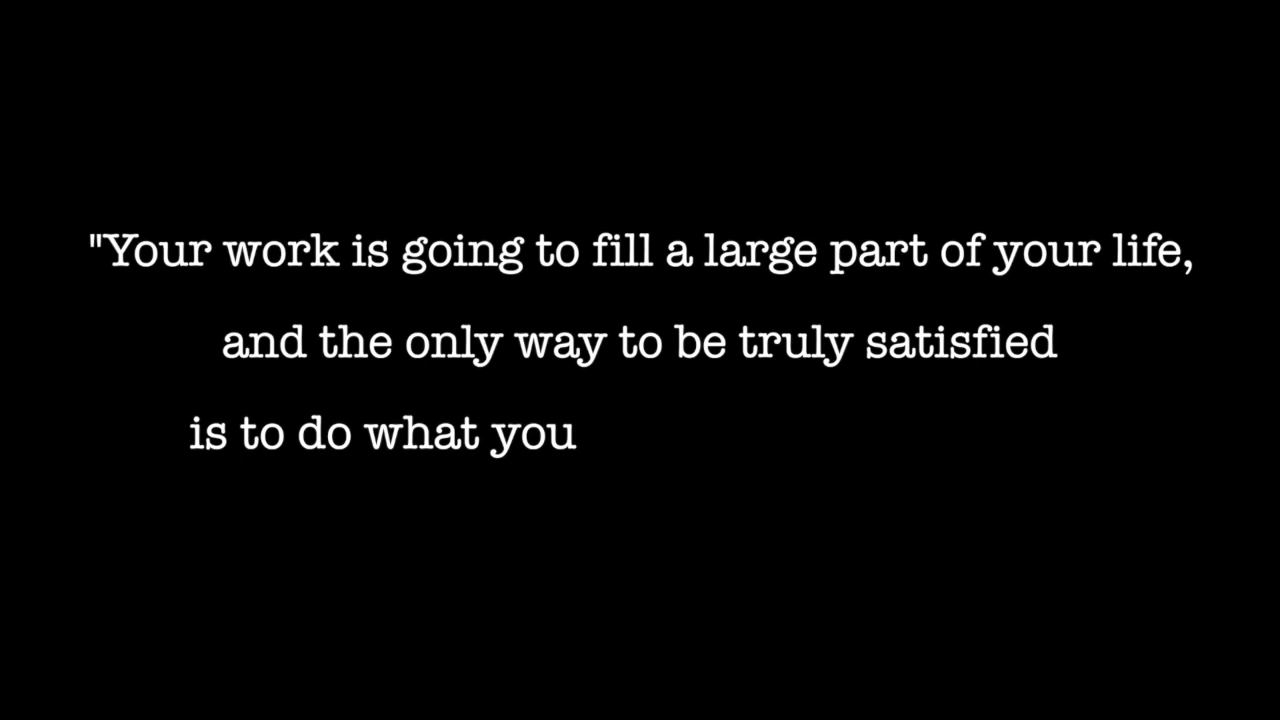 "Your work is going to fill a large part of your life,
and the only way to be truly satisfied
is to do what you